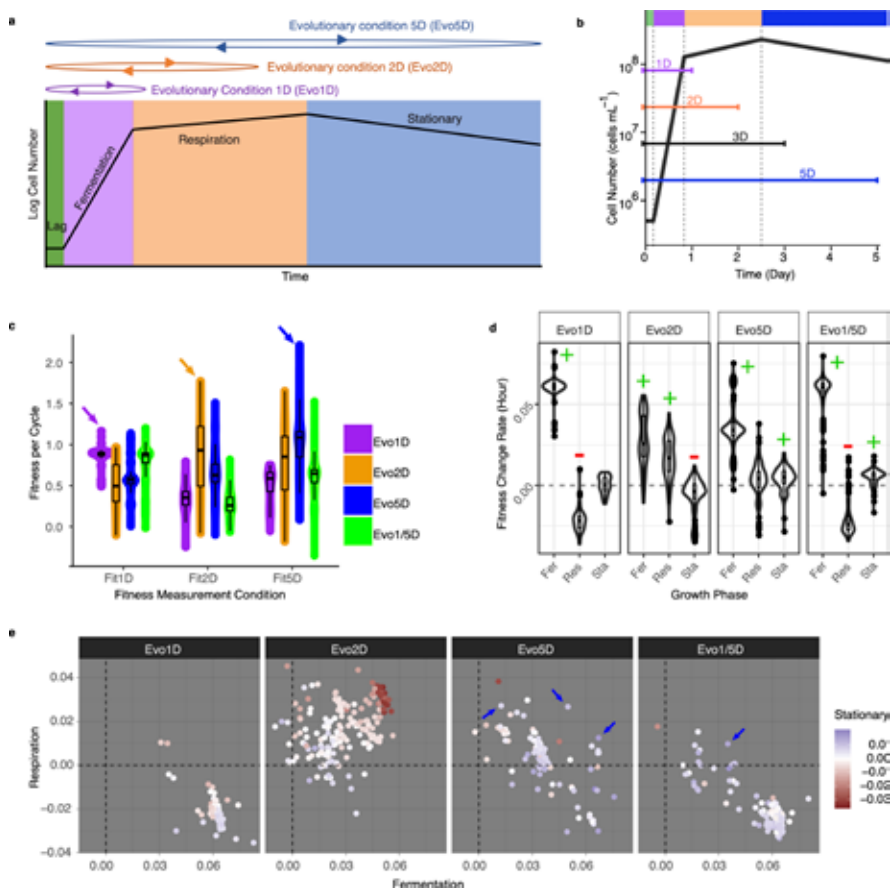 a
Evolutionary condition 5D (Evo5D)
Evolutionary condition 2D (Evo2D)
Evolutionary Condition 1D (Evo1D)
Log Cell Number
Lag
Fermentation
Respiration
Stationary
Time
b
Cell Number (cells mL⁻¹)
10⁸
10⁷
10⁶
1D
2D
3D
5D
0 1 2 3 4 5
Time (Day)
c
Fitness per Cycle
2.0
1.5
1.0
0.5
0.0
Fit1D Fit2D Fit5D
Fitness Measurement Condition
Evo1D
Evo2D
Evo5D
Evo1/5D
d
Evo1D Evo2D Evo5D Evo1/5D
Fitness Change Rate (Hour)
0.05
0.00
+ + + + + + +
− − −
Fer Res Sta Fer Res Sta Fer Res Sta Fer Res Sta
Growth Phase
e
Evo1D Evo2D Evo5D Evo1/5D
Respiration
0.04
0.02
0.00
−0.02
−0.04
0.00 0.03 0.06 0.00 0.03 0.06 0.00 0.03 0.06 0.00 0.03 0.06
Fermentation
Stationary
0.00
−0.02
−0.03